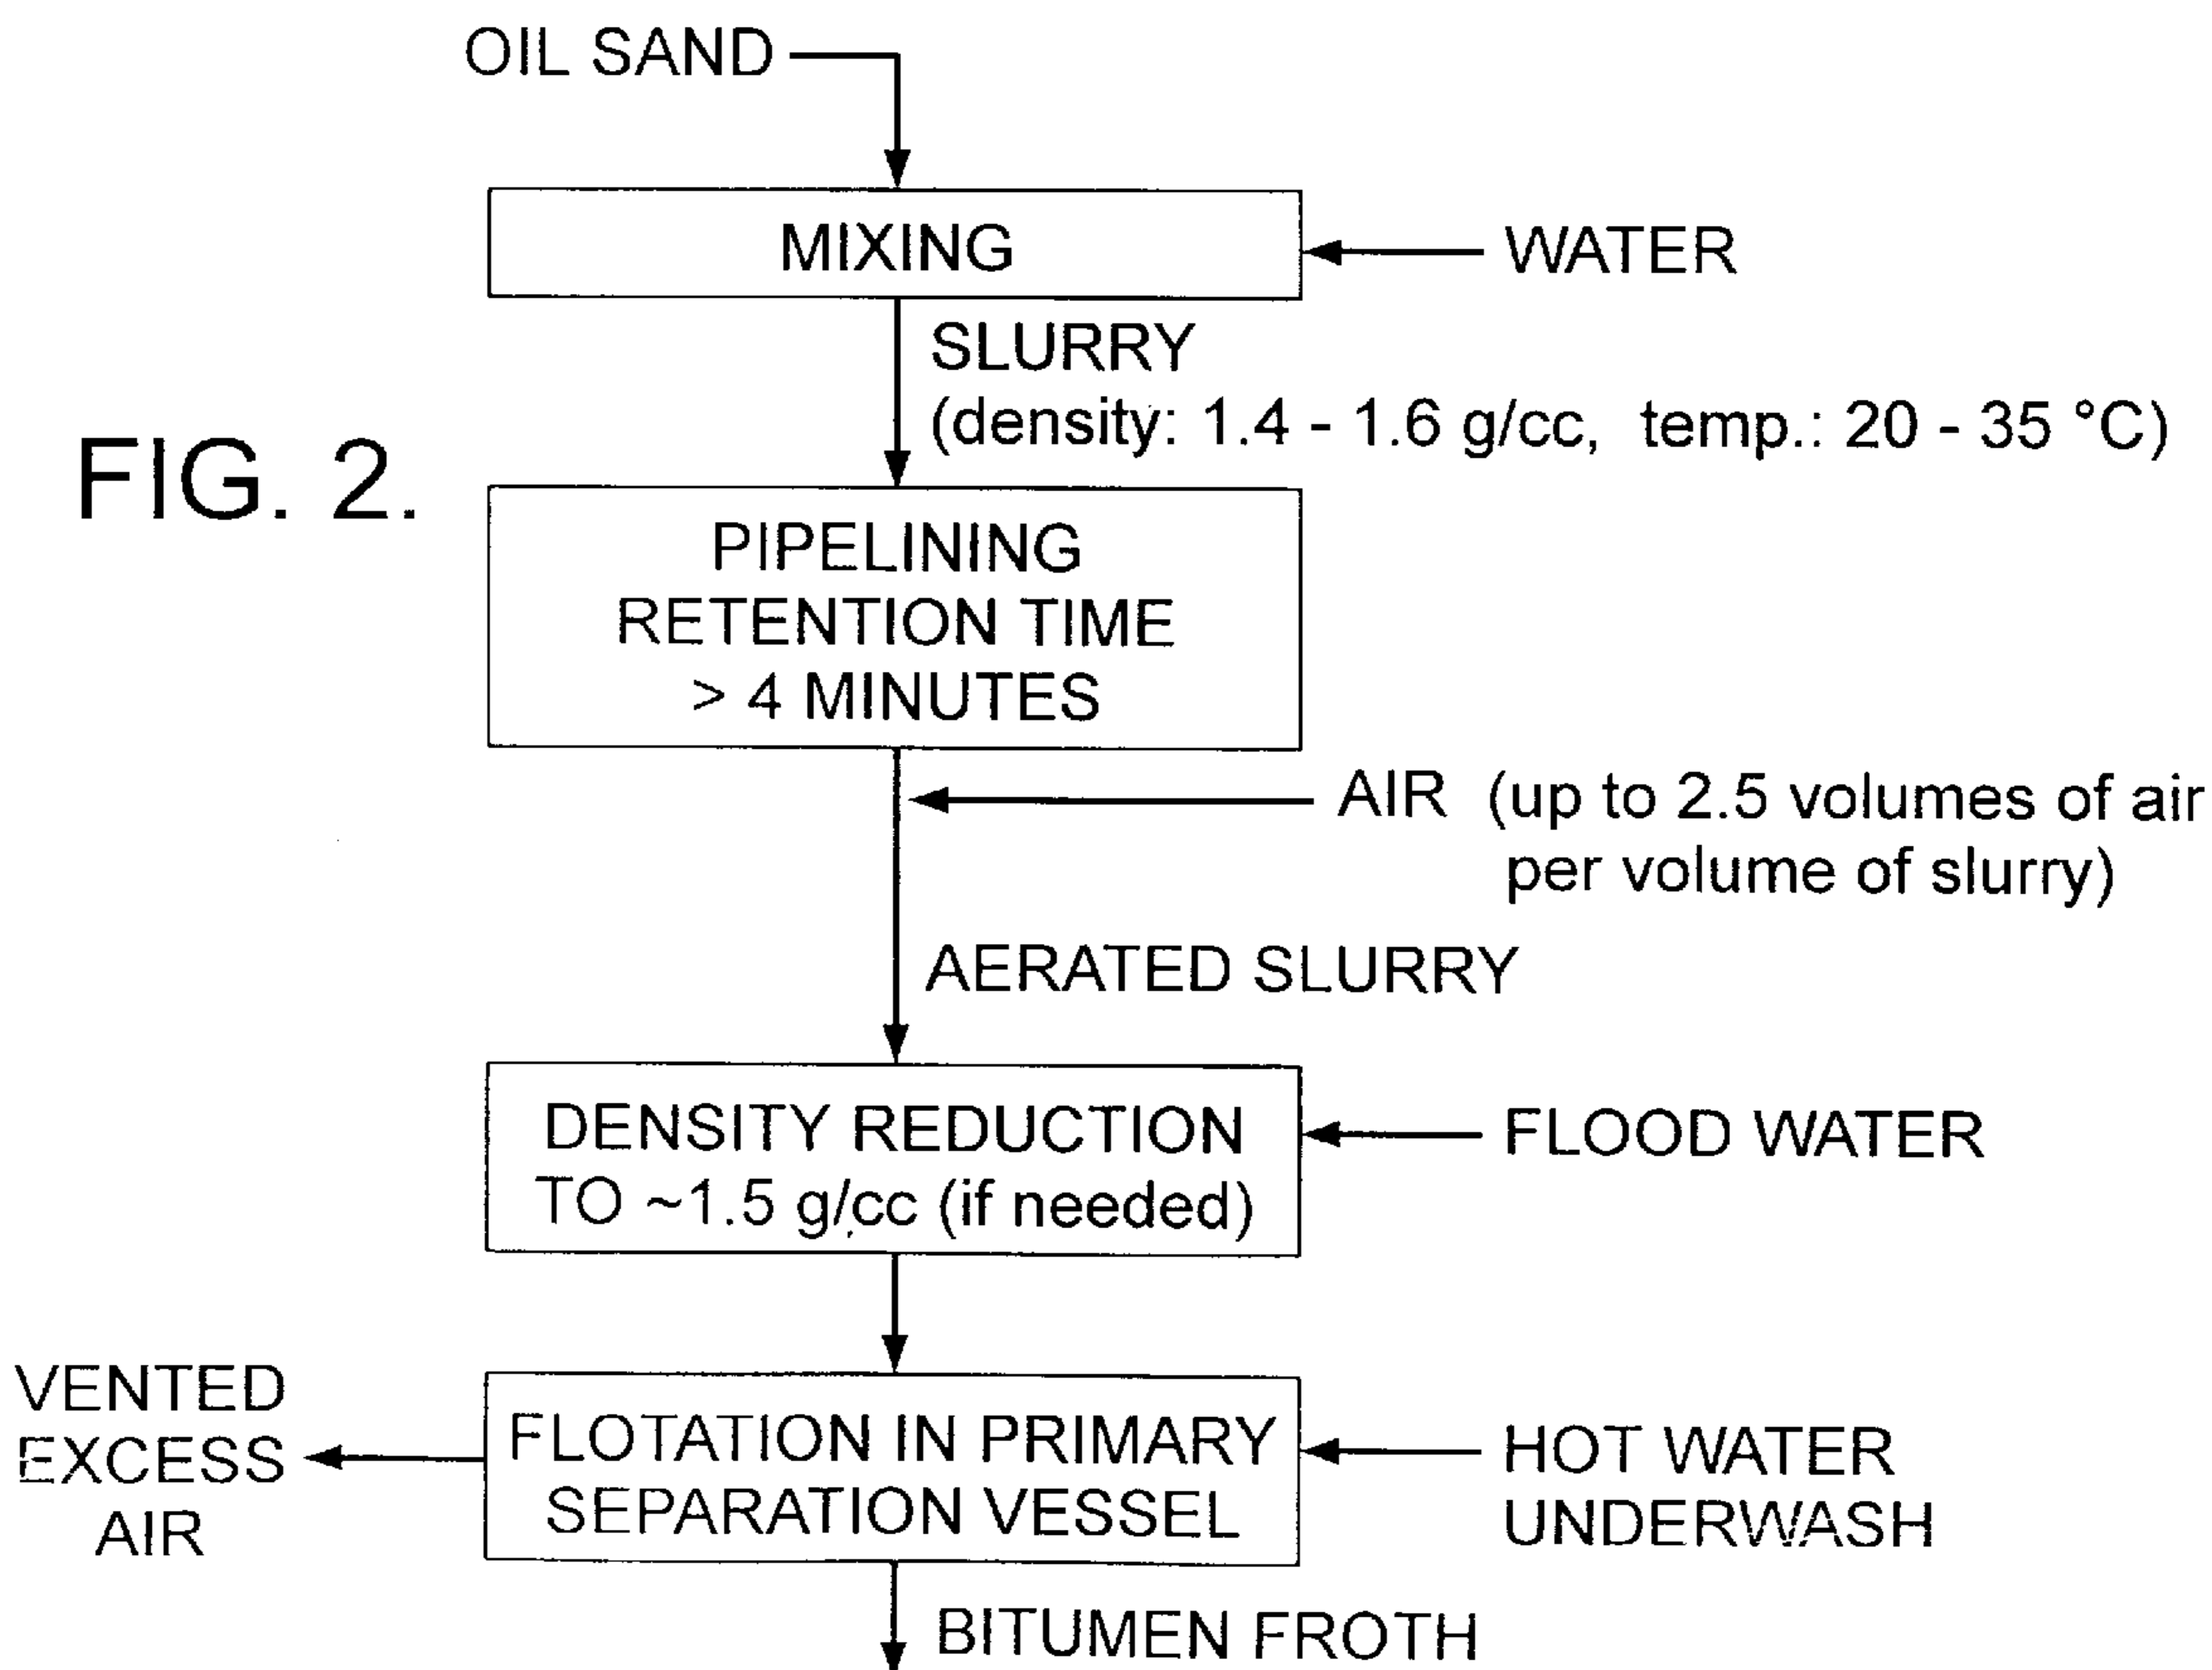 OIL SAND
MIXING
WATER
SLURRY
(density: 1.4 - 1.6 g/cc, temp.: 20 - 35 °C)
FIG. 2.
PIPELINING
RETENTION TIME
> 4 MINUTES
AIR (up to 2.5 volumes of air
per volume of slurry)
AERATED SLURRY
DENSITY REDUCTION
TO ~1.5 g/cc (if needed)
FLOOD WATER
VENTED
EXCESS
AIR
FLOTATION IN PRIMARY
SEPARATION VESSEL
HOT WATER
UNDERWASH
BITUMEN FROTH